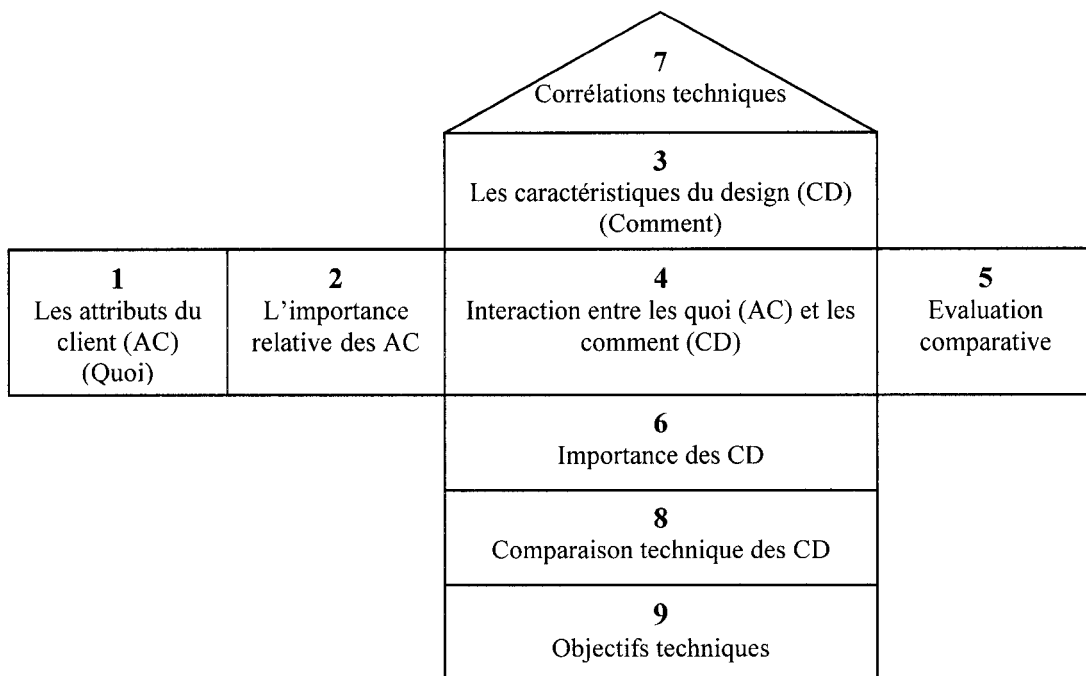 7
Corrélations techniques
3
Les caractéristiques du design (CD)
(Comment)
1
Les attributs du
client (AC)
(Quoi)
2
L'importance
relative des AC
4
Interaction entre les quoi (AC) et les
comment (CD)
5
Evaluation
comparative
6
Importance des CD
8
Comparaison technique des CD
9
Objectifs techniques